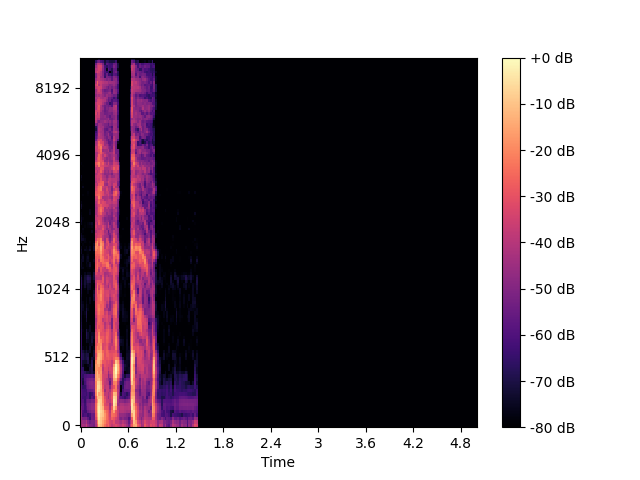 8192
4096
2048
1024
512
0
Hz
0 0.6 1.2 1.8 2.4 3 3.6 4.2 4.8
Time
+0 dB
-10 dB
-20 dB
-30 dB
-40 dB
-50 dB
-60 dB
-70 dB
-80 dB